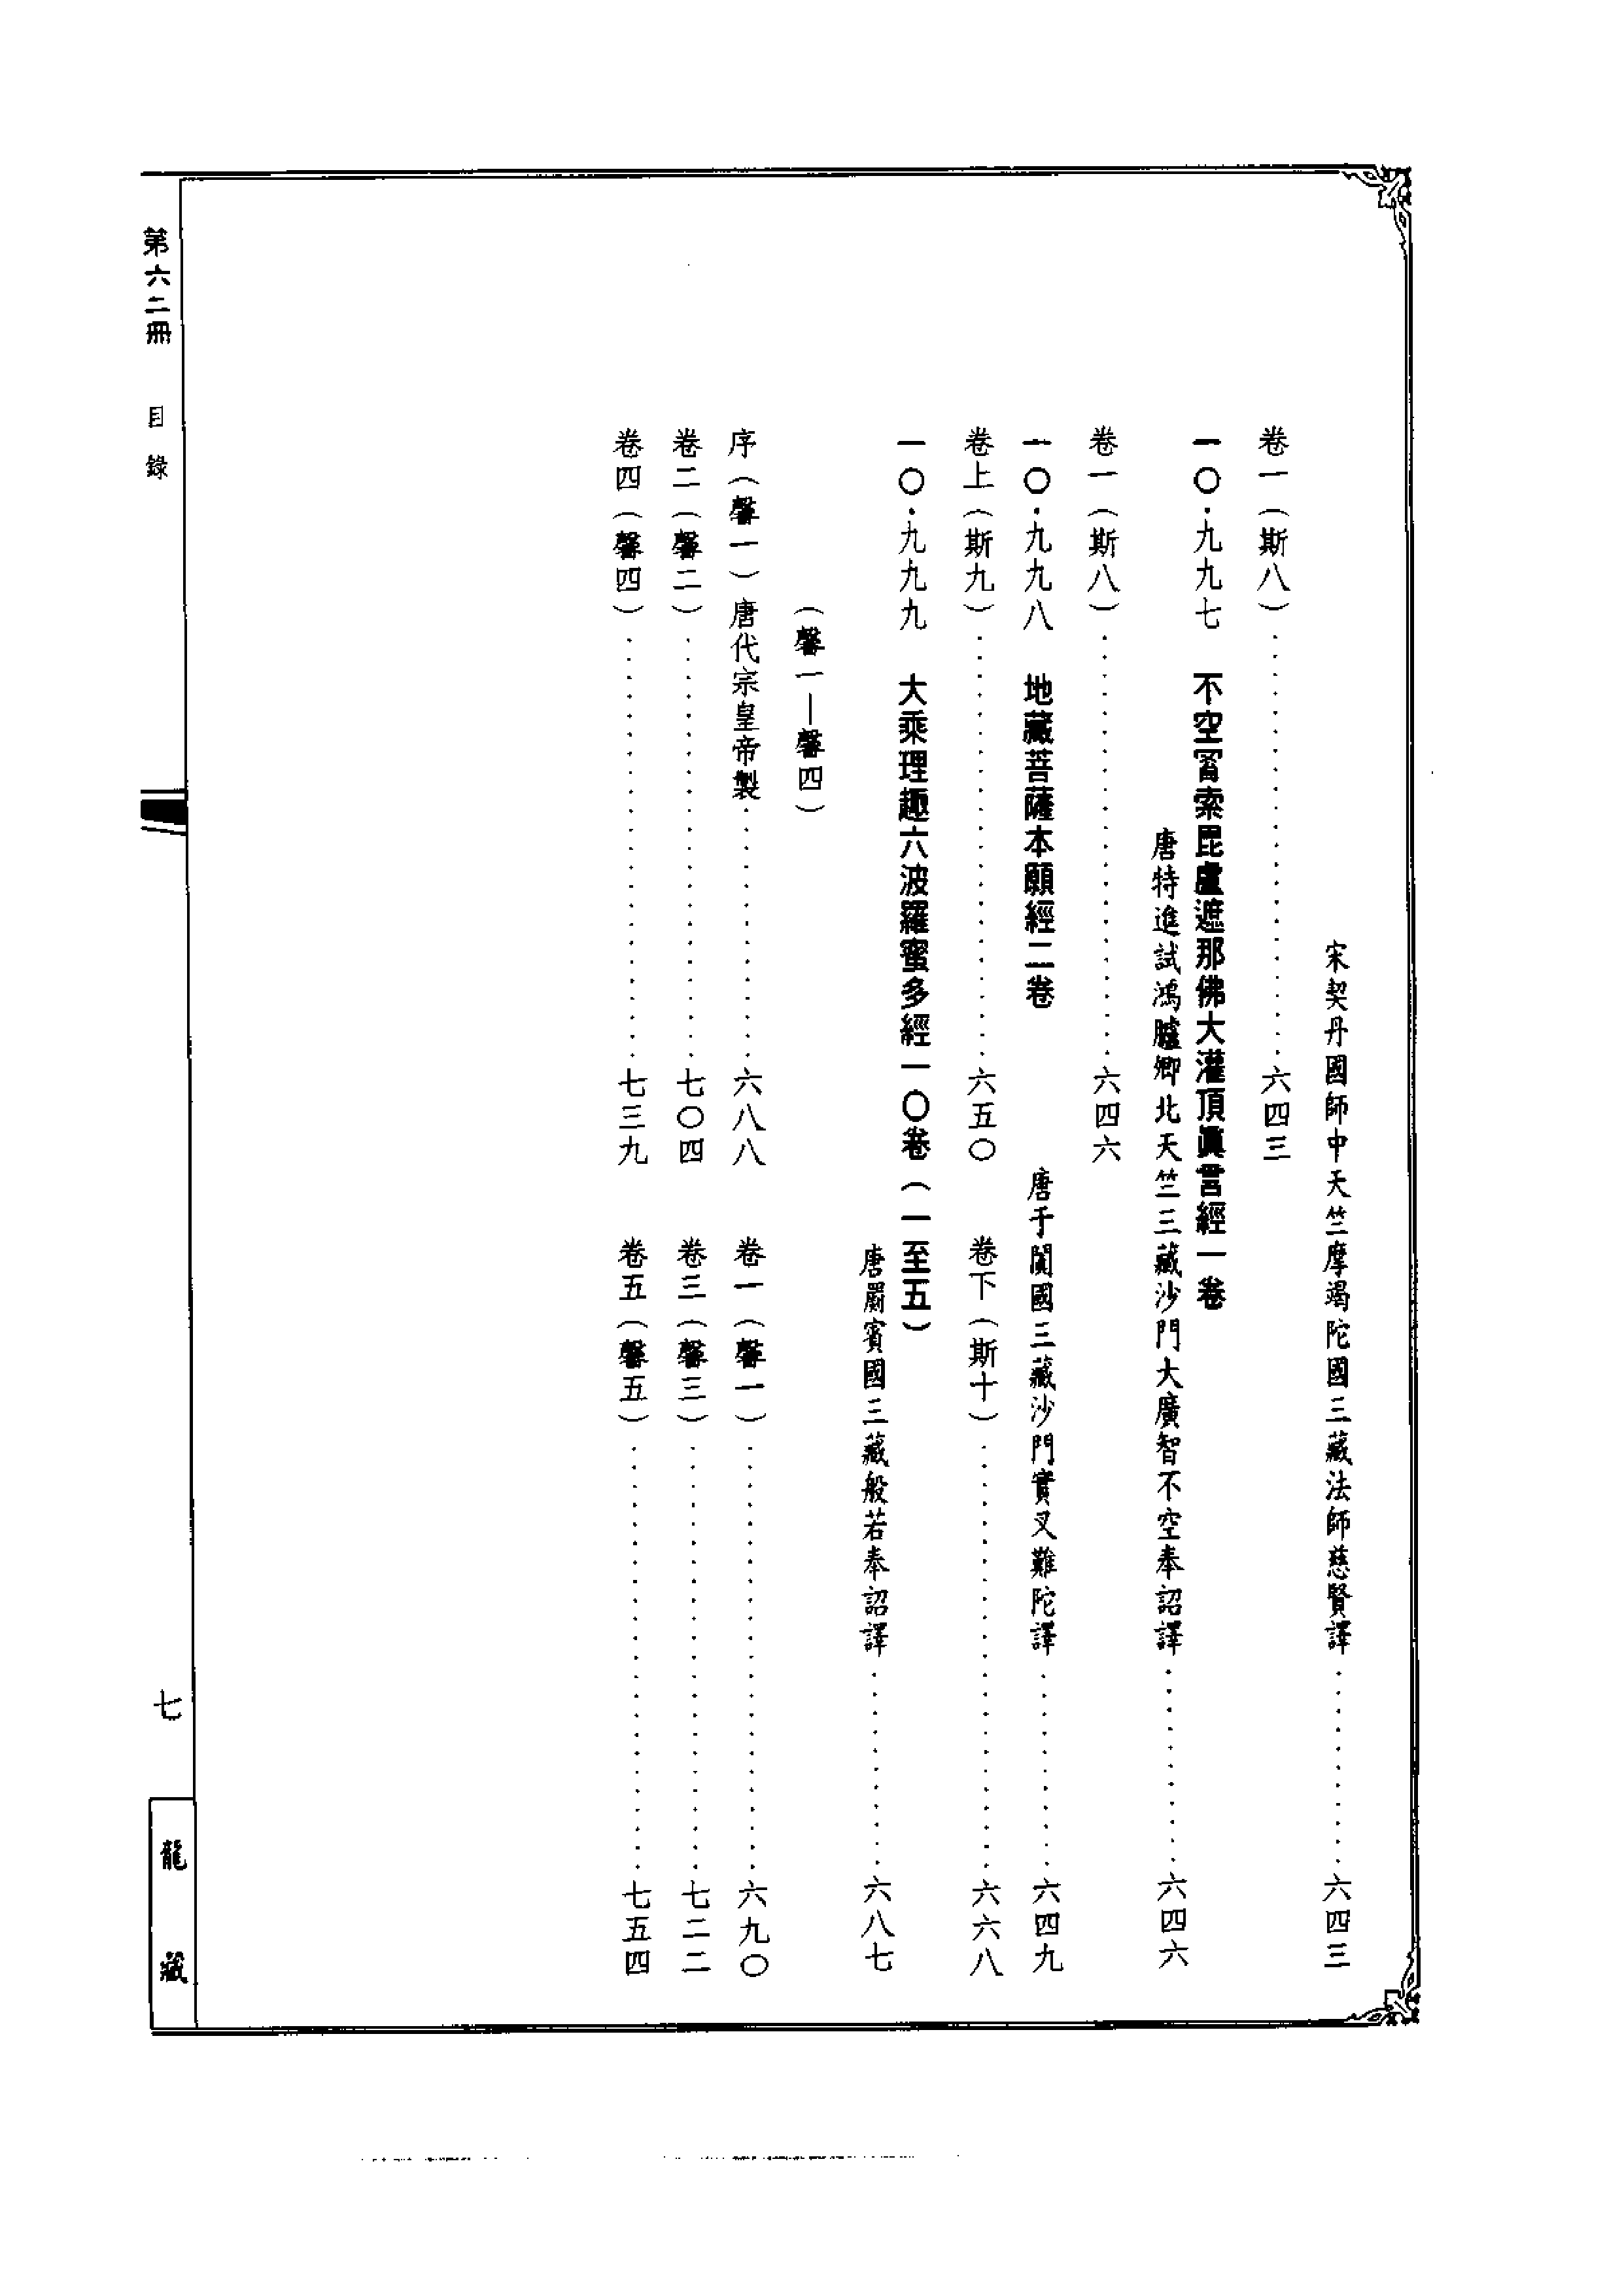 宋契丹國師中天竺摩竭陀國三藏法師慈賢譯…………六四三
卷一（斯八）…………六四三
一〇．九九七　不空罥索毘盧遮那佛大灌頂眞言經一卷
唐特進試鴻臚卿北天竺三藏沙門大廣智不空奉詔譯…………六四六
卷一（斯八）…………六四六
一〇．九九八　地藏菩薩本願經二卷
唐于闐國三藏沙門實叉難陀譯…………六四九
卷上（斯九）…………六五〇　卷下（斯十）…………六六八
一〇．九九九　大乘理趣六波羅蜜多經一〇卷（一至五）
唐罽賓國三藏般若奉詔譯…………六八七
（馨一—馨四）
序（馨一）唐代宗皇帝製…………六八八　卷一（馨一）…………六九〇
卷二（馨二）…………七〇四　卷三（馨三）…………七二二
卷四（馨四）…………七三九　卷五（馨五）…………七五四
第六二冊　目錄
七
龍藏